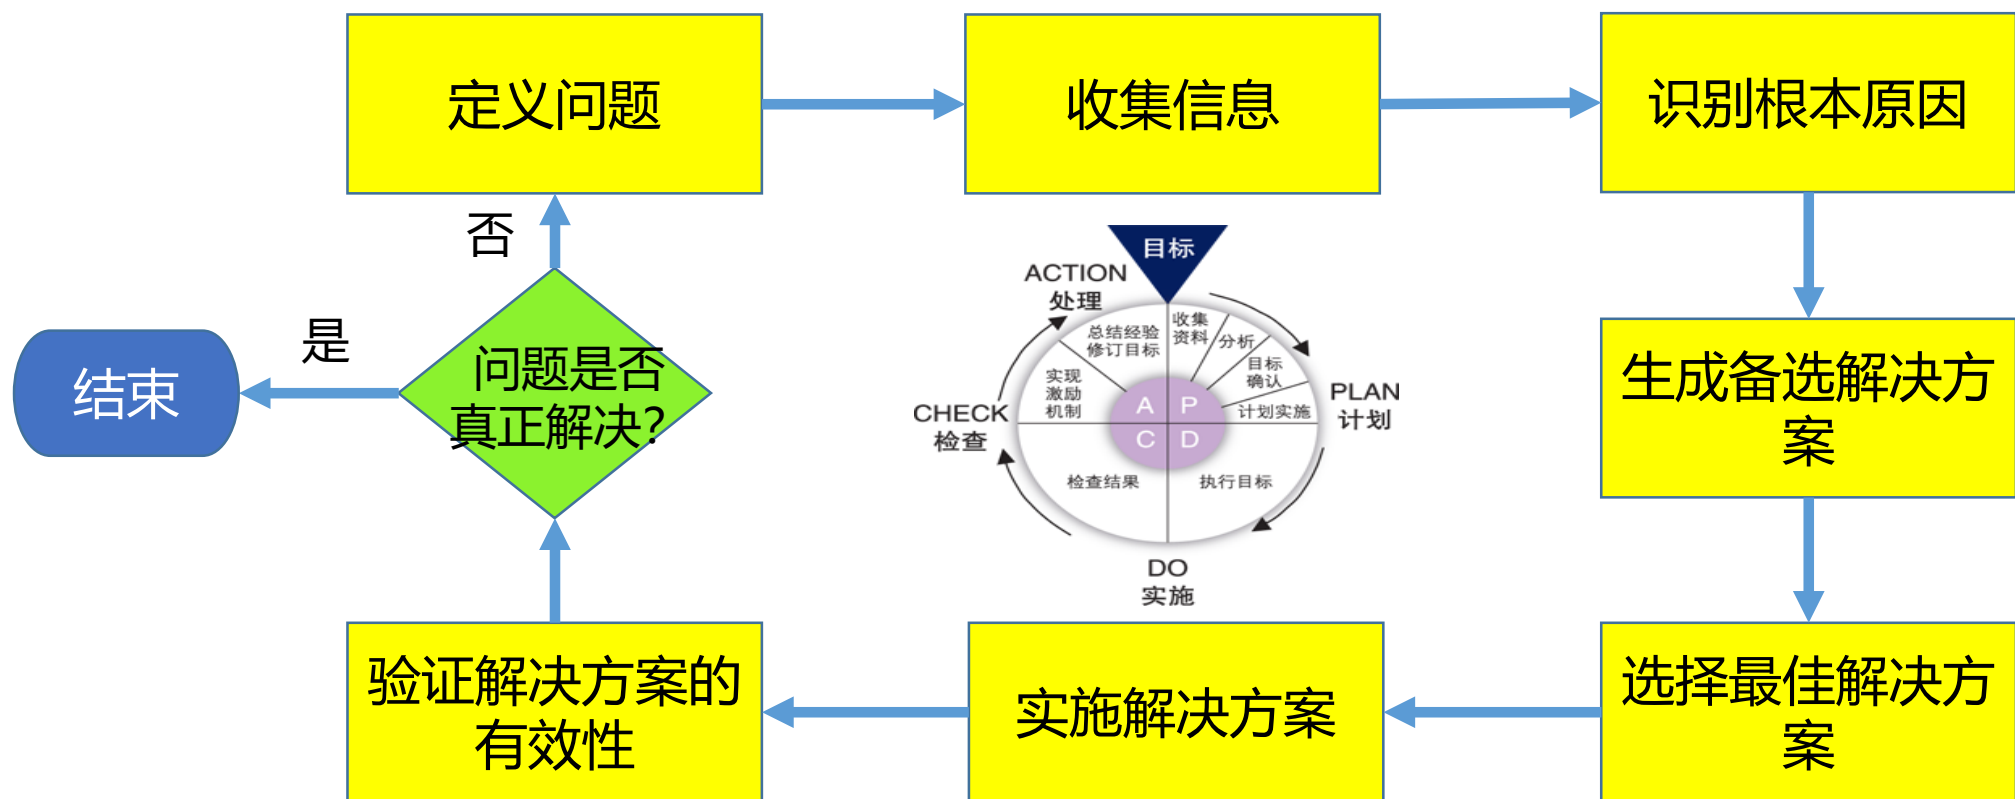 定义问题
收集信息
识别根本原因
否
是
结束
问题是否
真正解决?
目标
ACTION
处理
总结经验
修订目标
收集
资料
分析
目标
确认
计划实施
实现
激励
机制
A
P
C
D
PLAN
计划
CHECK
检查
检查结果
执行目标
DO
实施
生成备选解决方
案
验证解决方案的
有效性
实施解决方案
选择最佳解决方
案